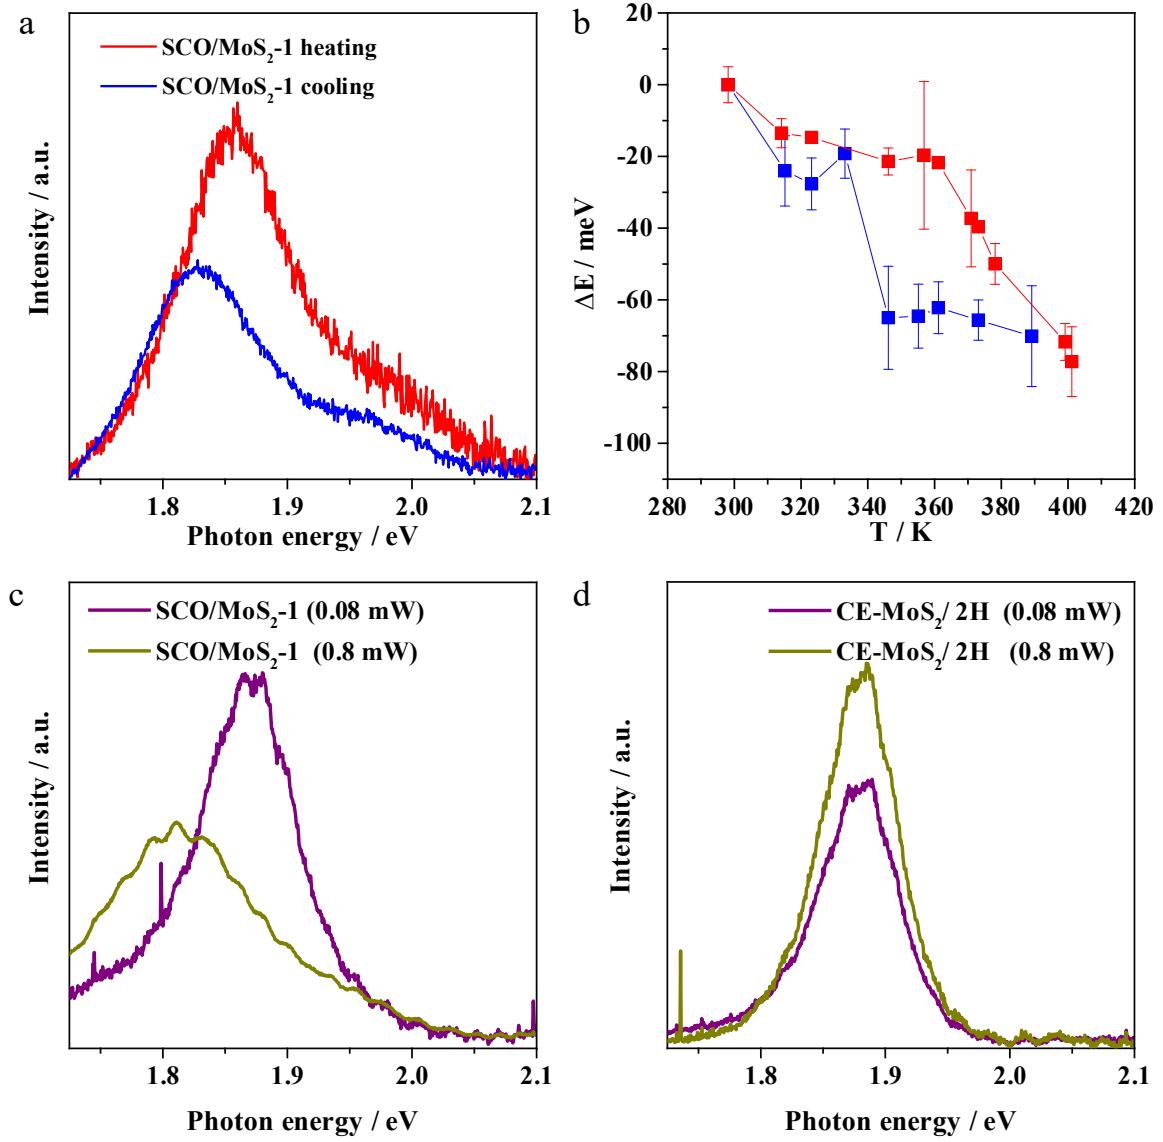 a
SCO/MoS2-1 heating
SCO/MoS2-1 cooling
Intensity / a.u.
1.8 1.9 2.0 2.1
Photon energy / eV
b
20
0
-20
-40
-60
-80
-100
ΔE / meV
280 300 320 340 360 380 400 420
T / K
c
SCO/MoS2-1 (0.08 mW)
SCO/MoS2-1 (0.8 mW)
Intensity / a.u.
1.8 1.9 2.0 2.1
Photon energy / eV
d
CE-MoS2/ 2H (0.08 mW)
CE-MoS2/ 2H (0.8 mW)
Intensity / a.u.
1.8 1.9 2.0 2.1
Photon energy / eV